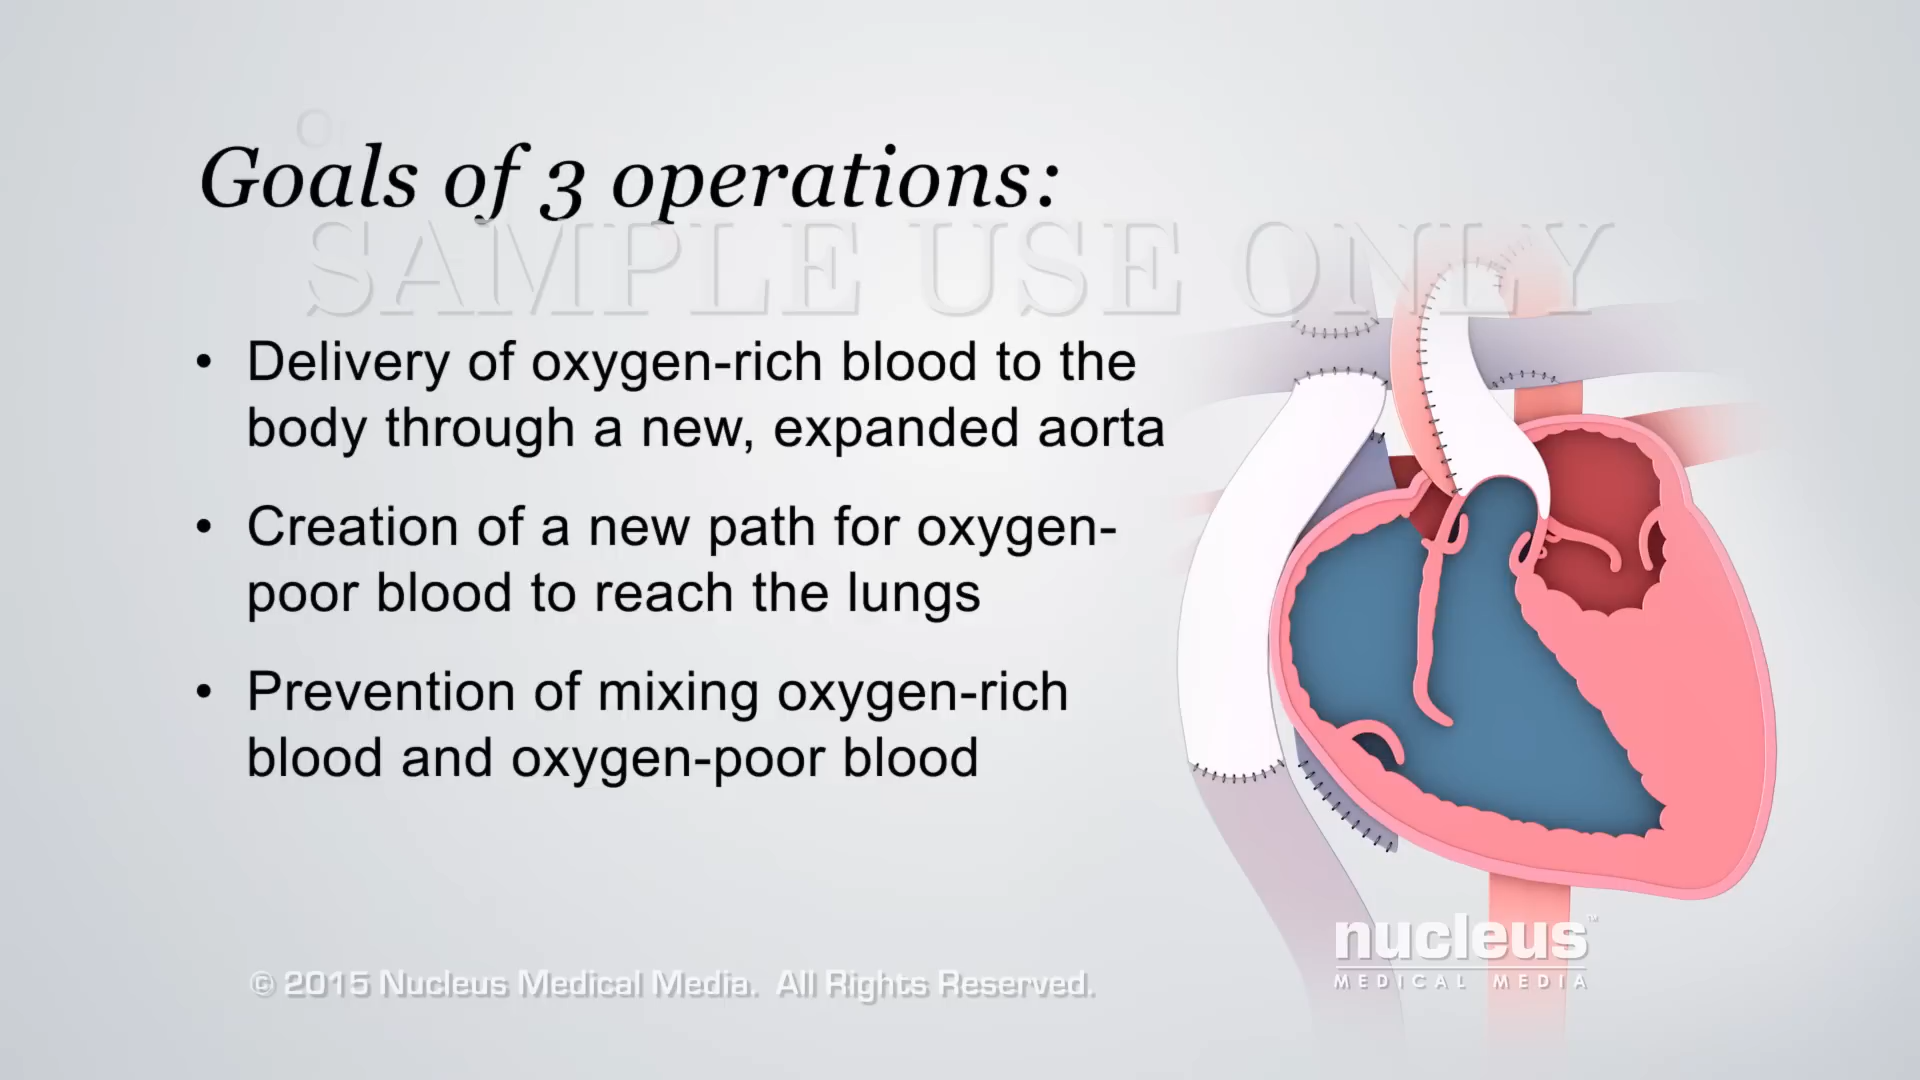 Goals of 3 operations:
SAMPLE USE ONLY
• Delivery of oxygen-rich blood to the
body through a new, expanded aorta
• Creation of a new path for oxygen-
poor blood to reach the lungs
• Prevention of mixing oxygen-rich
blood and oxygen-poor blood
nucleus™
MEDICAL MEDIA
© 2015 Nucleus Medical Media. All Rights Reserved.